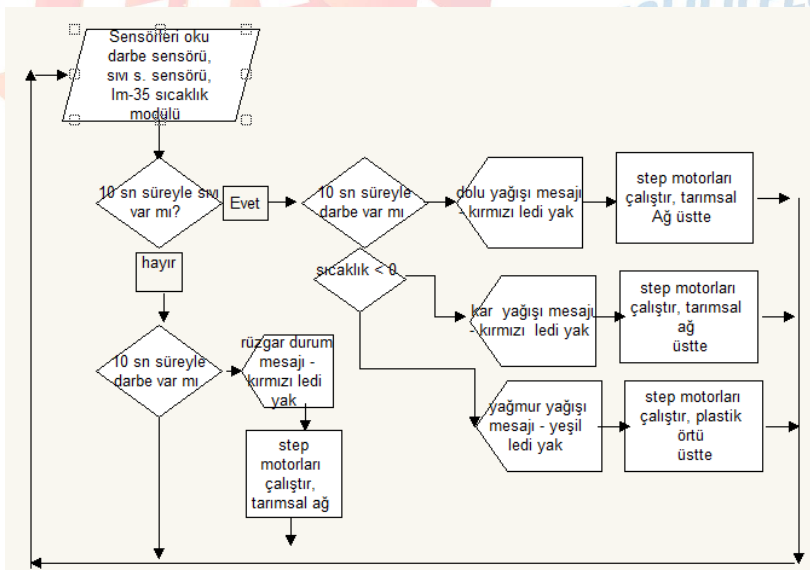 Sensörleri oku
darbe sensörü,
sıvı s. sensörü,
lm-35 sıcaklık
modülü
10 sn süreyle sıvı
var mı?
Evet
10 sn süreyle
darbe var mı
dolu yağışı mesajı
- kırmızı ledi yak
step motorları
çalıştır, tarımsal
Ağ üstte
hayır
sıcaklık < 0
kar yağışı mesajı
- kırmızı ledi yak
step motorları
çalıştır, tarımsal
ağ
üstte
10 sn süreyle
darbe var mı
rüzgar durum
mesajı -
kırmızı ledi
yak
yağmur yağışı
mesajı - yeşil
ledi yak
step motorları
çalıştır, plastik
örtü
üstte
step
motorları
çalıştır,
tarımsal ağ